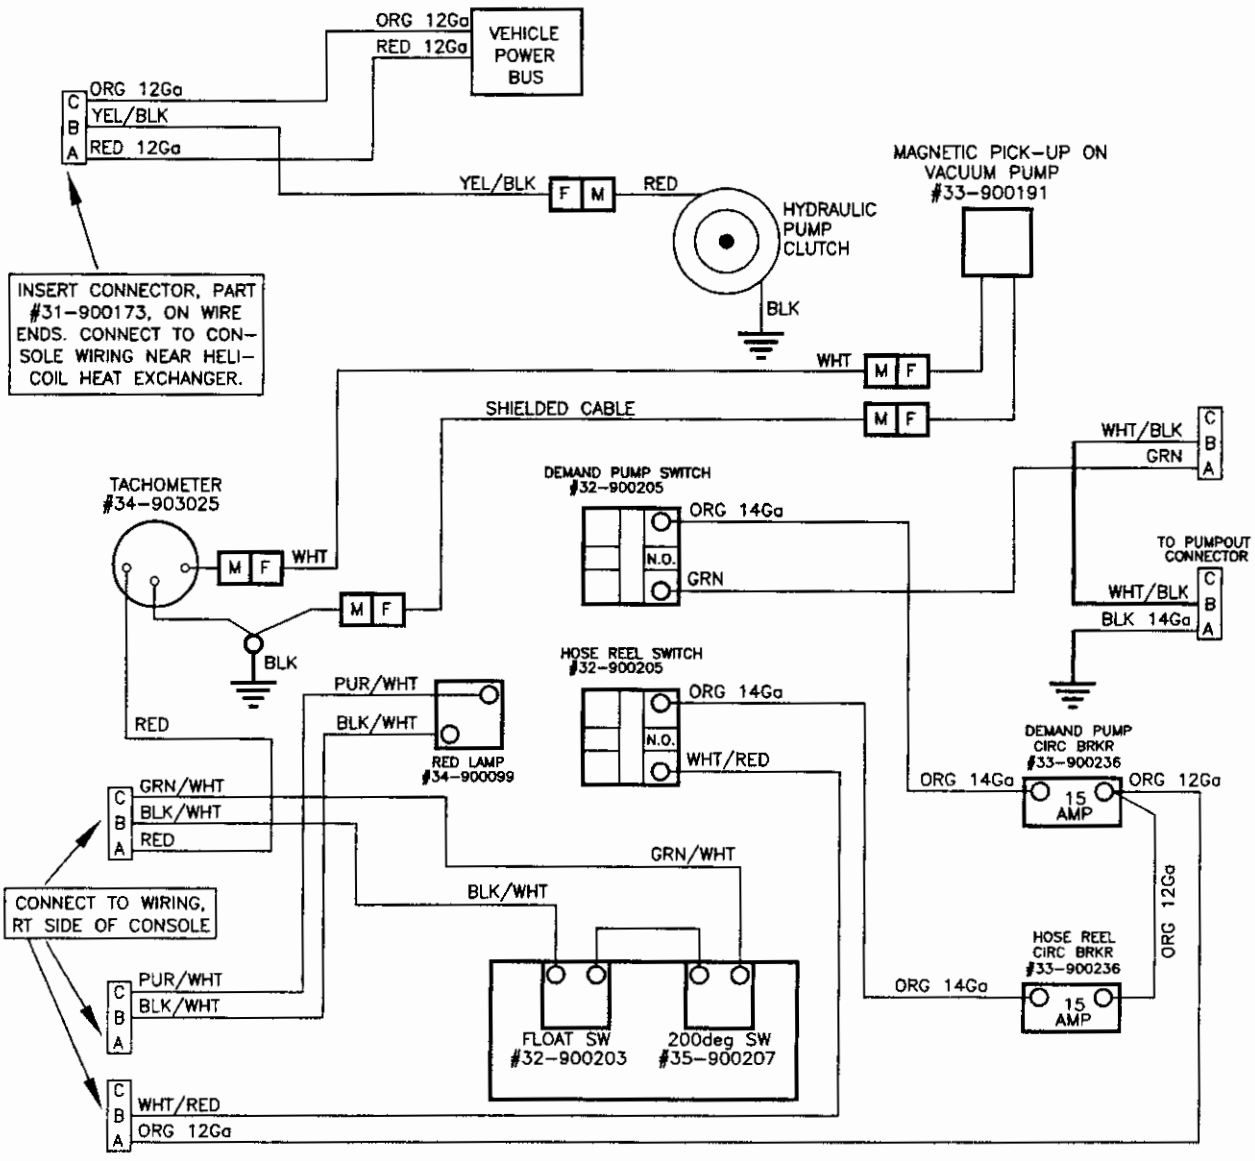 ORG 12Ga
RED 12Ga
VEHICLE
POWER
BUS
C
B
A
ORG 12Ga
YEL/BLK
RED 12Ga
YEL/BLK
F M
RED
HYDRAULIC
PUMP
CLUTCH
BLK
MAGNETIC PICK-UP ON
VACUUM PUMP
#33-900191
INSERT CONNECTOR, PART
#31-900173, ON WIRE
ENDS. CONNECT TO CON-
SOLE WIRING NEAR HELI-
COIL HEAT EXCHANGER.
WHT
M F
SHIELDED CABLE
M F
WHT/BLK
GRN
C
B
A
TACHOMETER
#34-903025
M F
WHT
M F
BLK
RED
DEMAND PUMP SWITCH
#32-900205
ORG 14Ga
N.O.
GRN
TO PUMPOUT
CONNECTOR
C
B
A
WHT/BLK
BLK 14Ga
HOSE REEL SWITCH
#32-900205
ORG 14Ga
N.O.
WHT/RED
PUR/WHT
BLK/WHT
RED LAMP
#34-900099
DEMAND PUMP
CIRC BRKR
#33-900236
ORG 14Ga
15
AMP
ORG 12Ga
ORG 12Ga
C
B
A
GRN/WHT
BLK/WHT
RED
GRN/WHT
BLK/WHT
CONNECT TO WIRING,
RT SIDE OF CONSOLE
HOSE REEL
CIRC BRKR
#33-900236
ORG 14Ga
15
AMP
C
B
A
PUR/WHT
BLK/WHT
FLOAT SW
#32-900203
200deg SW
#35-900207
C
B
A
WHT/RED
ORG 12Ga